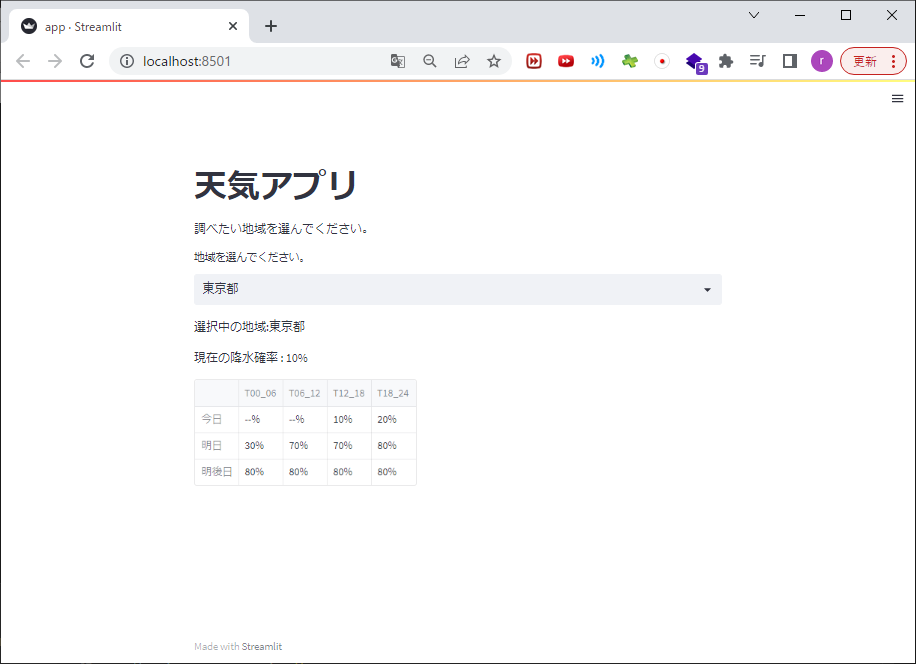 app · Streamlit
localhost:8501
9
r
更新
天気アプリ
調べたい地域を選んでください。
地域を選んでください。
東京都
選択中の地域:東京都
現在の降水確率 : 10%
T00_06 T06_12 T12_18 T18_24
今日 --% --% 10% 20%
明日 30% 70% 70% 80%
明後日 80% 80% 80% 80%
Made with Streamlit